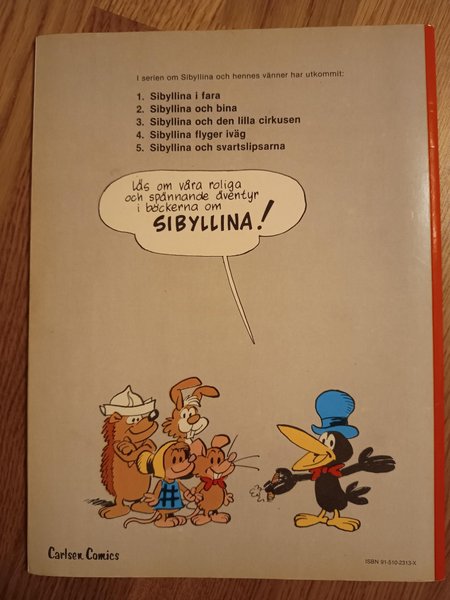 I serien om Sibyllina och hennes vänner har utkommit:
1. Sibyllina i fara
2. Sibyllina och bina
3. Sibyllina och den lilla cirkusen
4. Sibyllina flyger iväg
5. Sibyllina och svartslipsarna
läs om våra roliga
och spännande äventyr
i böckerna om
SIBYLLINA!
Carlsen Comics
ISBN 91-510-2313-X